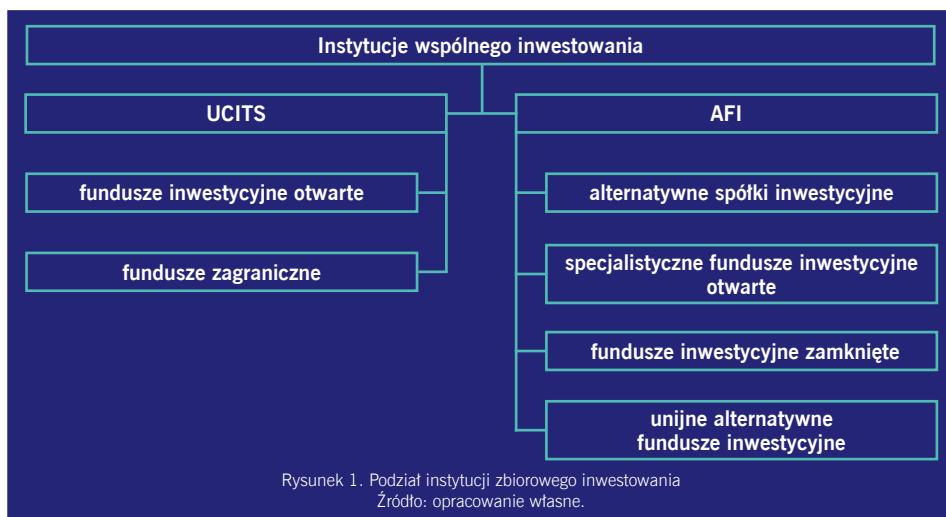 Instytucje wspólnego inwestowania
UCITS
fundusze inwestycyjne otwarte
fundusze zagraniczne
AFI
alternatywne spółki inwestycyjne
specjalistyczne fundusze inwestycyjne
otwarte
fundusze inwestycyjne zamknięte
unijne alternatywne
fundusze inwestycyjne
Rysunek 1. Podział instytucji zbiorowego inwestowania
Źródło: opracowanie własne.